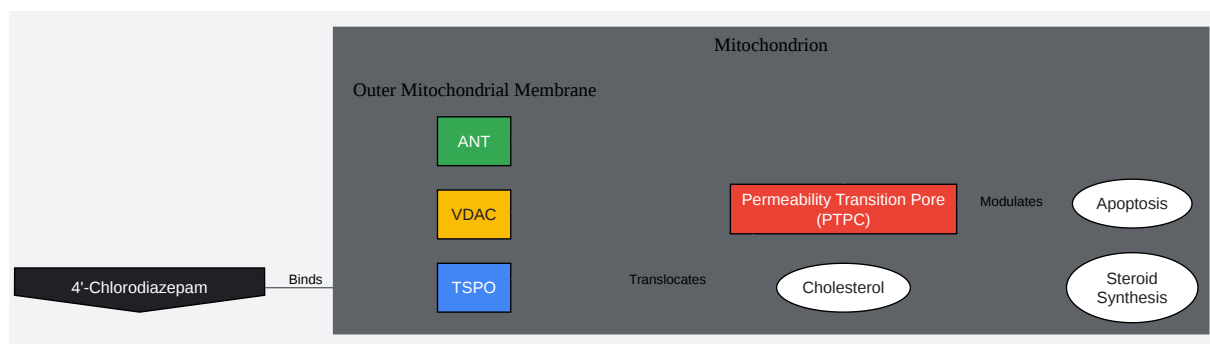 Mitochondrion
Outer Mitochondrial Membrane
ANT
VDAC
Permeability Transition Pore
(PTPC)
Modulates
Apoptosis
4'-Chlorodiazepam
Binds
TSPO
Translocates
Cholesterol
Steroid
Synthesis